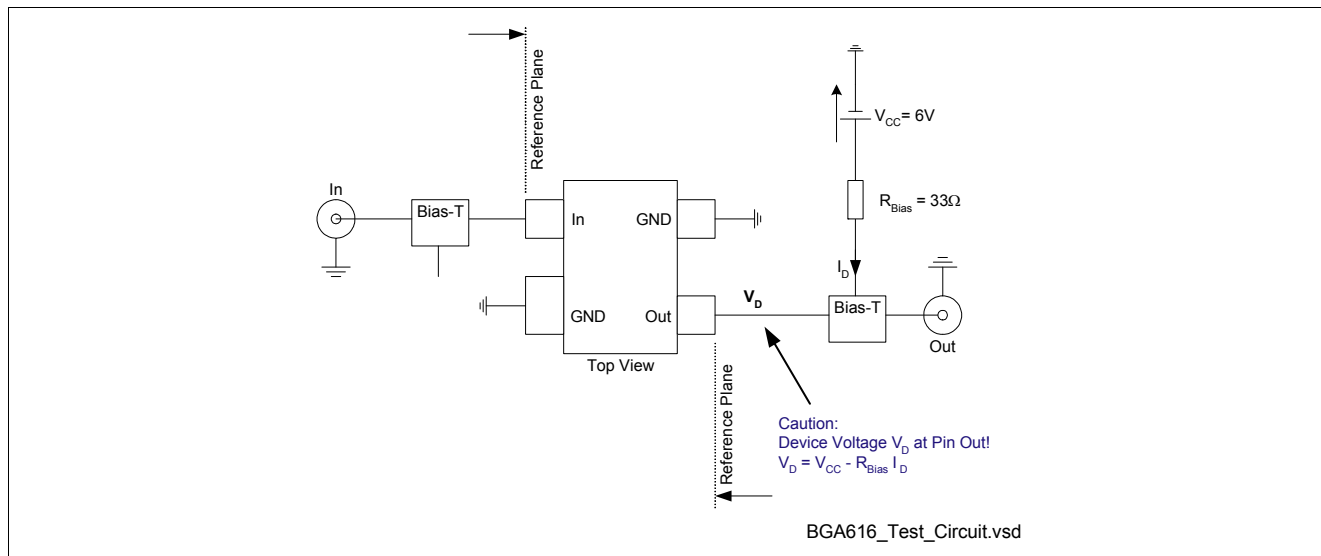 Reference Plane
V_CC = 6V
R_Bias = 33Ω
In
Bias-T
In
GND
I_D
GND
Out
V_D
Bias-T
Out
Top View
Reference Plane
Caution:
Device Voltage V_D at Pin Out!
V_D = V_CC - R_Bias I_D
BGA616_Test_Circuit.vsd